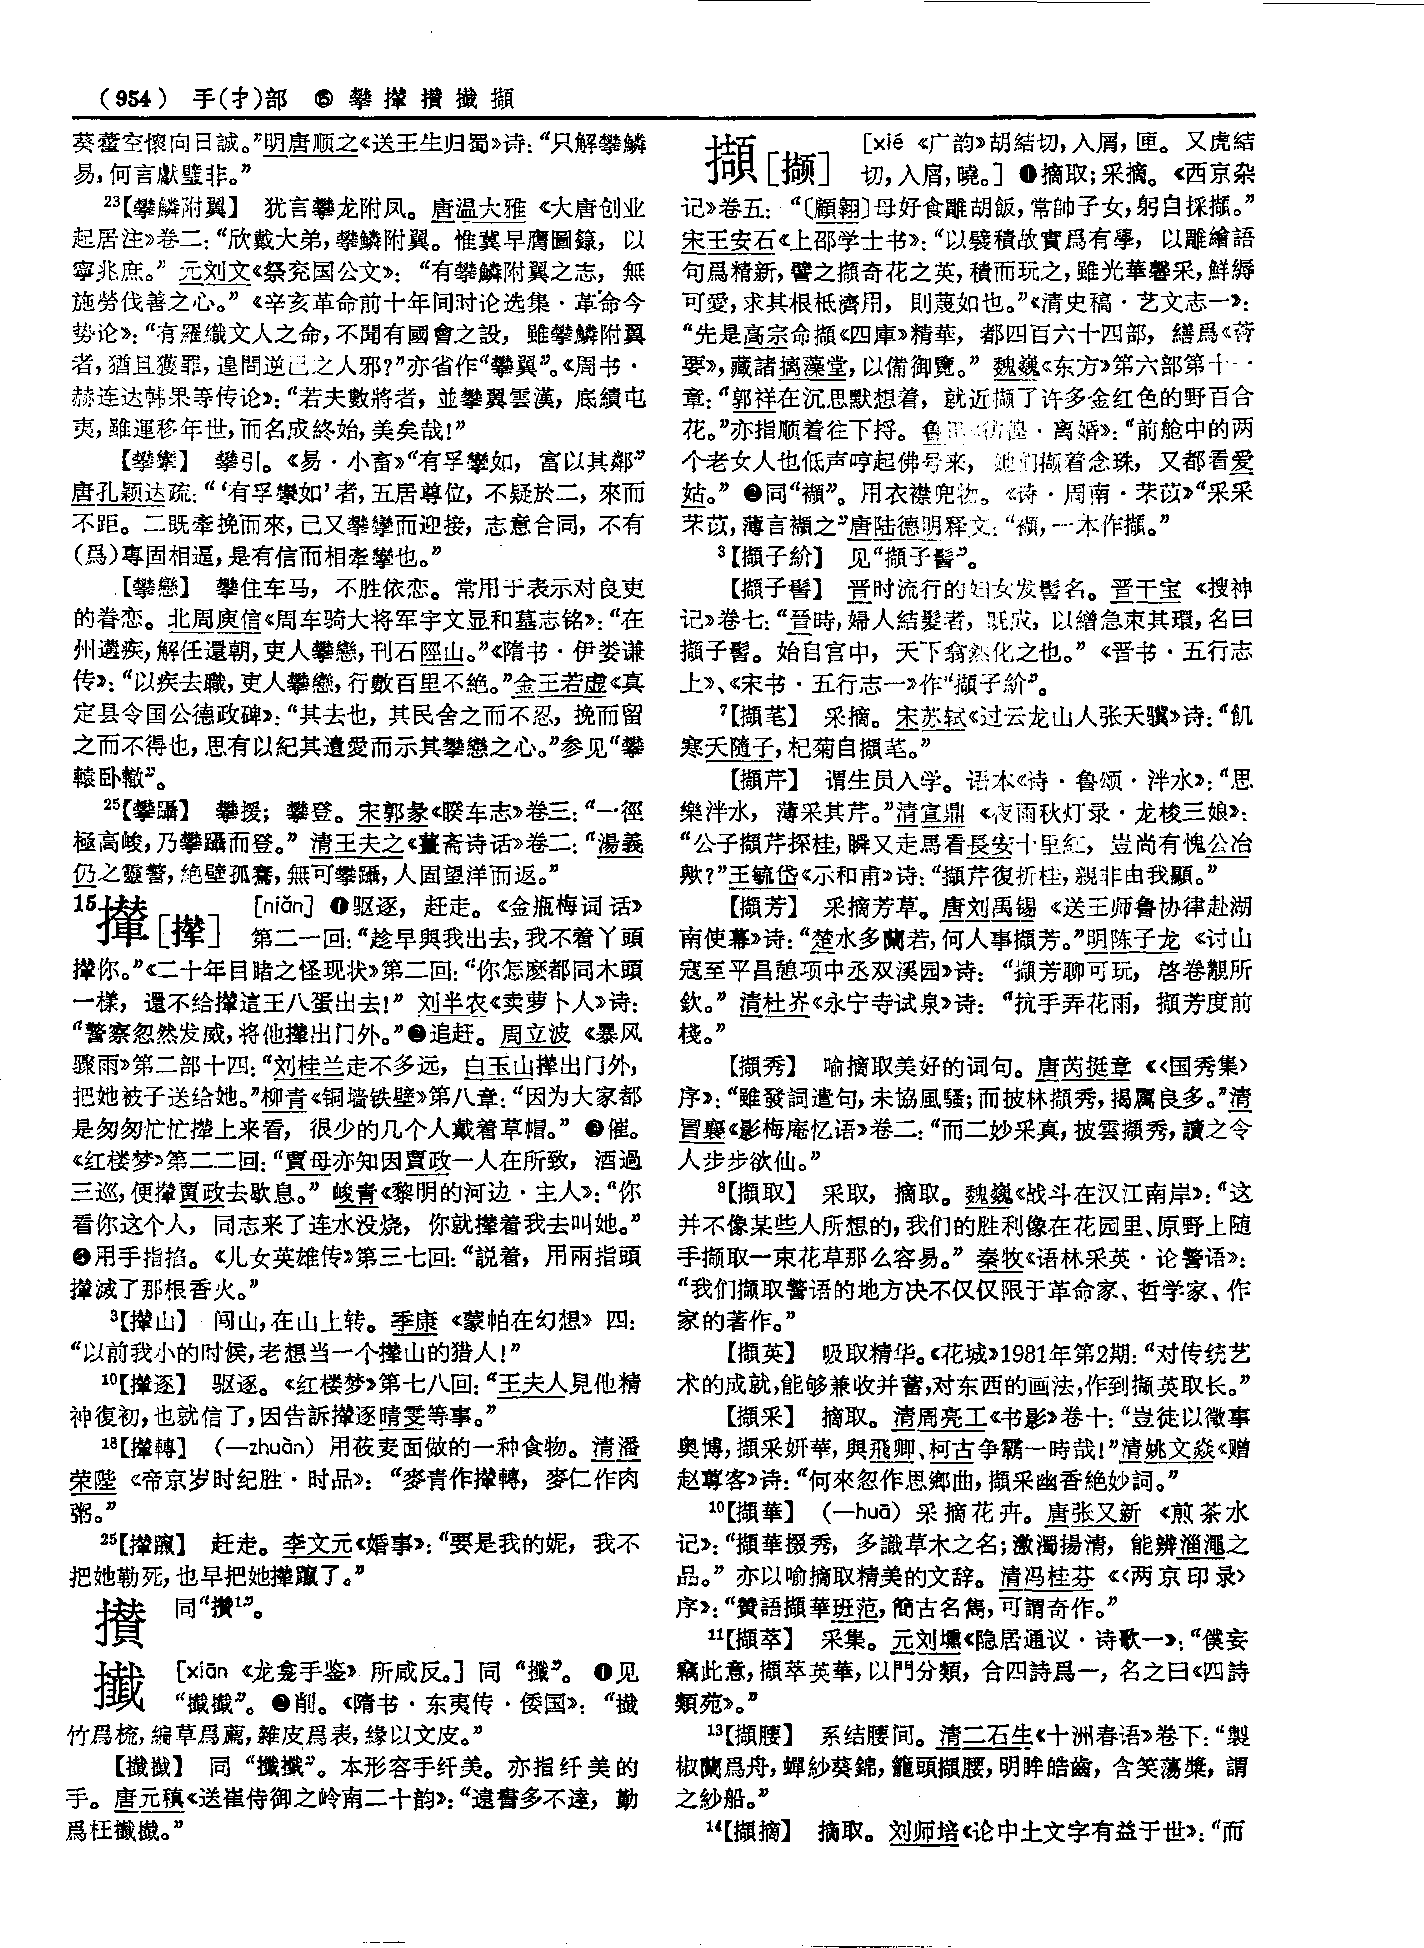 （954） 手(扌)部 ⑮ 攀攆攢攕擷
葵藿空懷向日誠。”明唐顺之《送王生归蜀》诗：“只解攀鱗
易，何言獻璧非。”
23【攀鱗附翼】 犹言攀龙附凤。唐温大雅《大唐创业
起居注》卷二：“欣戴大弟，攀鱗附翼。惟冀早膺圖籙，以
寧兆庶。”元刘文《祭兖国公文》：“有攀鱗附翼之志，無
施勞伐善之心。”《辛亥革命前十年间时论选集·革命今
势论》：“有羅織文人之命，不聞有國會之設，雖攀鱗附翼
者，猶且獲罪，遑問逆己之人邪？”亦省作“攀翼”。《周书·
赫连达韩果等传论》：“若夫數將者，並攀翼雲漢，底績屯
夷，雖運移年世，而名成終始，美矣哉！”
【攀攣】 攀引。《易·小畜》“有孚攣如，富以其鄰”
唐孔颖达疏：“‘有孚攣如’者，五居尊位，不疑於二，來而
不距。二既牽挽而來，己又攀攣而迎接，志意合同，不有
(爲)專固相逼，是有信而相牽攣也。”
【攀戀】 攀住车马，不胜依恋。常用于表示对良吏
的眷恋。北周庾信《周车骑大将军宇文显和墓志铭》：“在
州遘疾，解任還朝，吏人攀戀，刊石陘山。”《隋书·伊娄谦
传》：“以疾去職，吏人攀戀，行數百里不絶。”金王若虚《真
定县令国公德政碑》：“其去也，其民舍之而不忍，挽而留
之而不得也，思有以紀其遺愛而示其攀戀之心。”参见“攀
轅卧轍”。
25【攀躡】 攀援；攀登。宋郭彖《睽车志》卷三：“一徑
極高峻，乃攀躡而登。”清王夫之《薑斋诗话》卷二：“湯義
仍之靈警，絶壁孤騫，無可攀躡，人固望洋而返。”
15攆［撵］ [niǎn] ❶驱逐，赶走。《金瓶梅词话》
第二一回：“趁早與我出去，我不着丫頭
攆你。”《二十年目睹之怪现状》第二回：“你怎麽都同木頭
一樣，還不给攆這王八蛋出去！”刘半农《卖萝卜人》诗：
“警察忽然发威，将他撵出门外。”❷追赶。周立波《暴风
骤雨》第二部十四：“刘桂兰走不多远，白玉山撵出门外，
把她被子送给她。”柳青《铜墙铁壁》第八章：“因为大家都
是匆匆忙忙撵上来看，很少的几个人戴着草帽。”❸催。
《红楼梦》第二二回：“賈母亦知因賈政一人在所致，酒過
三巡，便攆賈政去歇息。”峻青《黎明的河边·主人》：“你
看你这个人，同志来了连水没烧，你就撵着我去叫她。”
❹用手指掐。《儿女英雄传》第三七回：“説着，用兩指頭
攆滅了那根香火。”
3【攆山】 闯山，在山上转。季康《蒙帕在幻想》四：
“以前我小的时侯，老想当一个撵山的猎人！”
10【攆逐】 驱逐。《红楼梦》第七八回：“王夫人見他精
神復初，也就信了，因告訴攆逐晴雯等事。”
18【攆轉】 （—zhuàn）用莜麦面做的一种食物。清潘
荣陛《帝京岁时纪胜·时品》：“麥青作攆轉，麥仁作肉
粥。”
25【攆躥】 赶走。李文元《婚事》：“要是我的妮，我不
把她勒死，也早把她撵蹿了。”
攢 同“攢1”。
攕 [xiān 《龙龛手鉴》所咸反。] 同“攕”。❶见
“攕攕”。❷削。《隋书·东夷传·倭国》：“攕
竹爲梳，編草爲薦，雜皮爲表，緣以文皮。”
【攕攕】 同“攕攕”。本形容手纤美。亦指纤美的
手。唐元稹《送崔侍御之岭南二十韵》：“遠書多不達，勤
爲枉攕攕。”
擷［撷］ [xié 《广韵》胡結切，入屑，匣。又虎結
切，入屑，曉。] ❶摘取；采摘。《西京杂
记》卷五：“〔顧翱〕母好食雕胡飯，常帥子女，躬自採擷。”
宋王安石《上邵学士书》：“以襞積故實爲有學，以雕繪語
句爲精新，譬之擷奇花之英，積而玩之，雖光華馨采，鮮縟
可愛，求其根柢濟用，則蔑如也。”《清史稿·艺文志一》：
“先是高宗命擷《四庫》精華，都四百六十四部，繕爲《薈
要》，藏諸摛藻堂，以備御覽。”魏巍《东方》第六部第十一
章：“郭祥在沉思默想着，就近撷了许多金红色的野百合
花。”亦指顺着往下捋。鲁迅《彷徨·离婚》：“前舱中的两
个老女人也低声哼起佛号来，她们撷着念珠，又都看爱
姑。”❷同“襭”。用衣襟兜物。《诗·周南·芣苡》“采采
芣苡，薄言襭之”唐陆德明释文：“襭，一本作擷。”
3【擷子紒】 见“擷子髻”。
【擷子髻】 晋时流行的妇女发髻名。晋干宝《搜神
记》卷七：“晉時，婦人結髮者，既成，以繒急束其環，名曰
擷子髻。始自宫中，天下翕然化之也。”《晋书·五行志
上》、《宋书·五行志一》作“擷子紒”。
7【擷芼】 采摘。宋苏轼《过云龙山人张天骥》诗：“飢
寒天隨子，杞菊自擷芼。”
【擷芹】 谓生员入学。语本《诗·鲁颂·泮水》：“思
樂泮水，薄采其芹。”清宣鼎《夜雨秋灯录·龙梭三娘》：
“公子擷芹探桂，瞬又走馬看長安十里紅，豈尚有愧公冶
歟？”王毓岱《示和甫》诗：“擷芹復折桂，親非由我顯。”
【擷芳】 采摘芳草。唐刘禹锡《送王师鲁协律赴湖
南使幕》诗：“楚水多蘭若，何人事擷芳。”明陈子龙《讨山
寇至平昌憩项中丞双溪园》诗：“擷芳聊可玩，啓卷靚所
欽。”清杜岕《永宁寺试泉》诗：“抗手弄花雨，擷芳度前
棧。”
【擷秀】 喻摘取美好的词句。唐芮挺章《〈国秀集〉
序》：“雖發詞遣句，未協風騷；而披林擷秀，揭厲良多。”清
冒襄《影梅庵忆语》卷二：“而二妙采真，披雲擷秀，讀之令
人步步欲仙。”
8【擷取】 采取，摘取。魏巍《战斗在汉江南岸》：“这
并不像某些人所想的，我们的胜利像在花园里、原野上随
手撷取一束花草那么容易。”秦牧《语林采英·论警语》：
“我们撷取警语的地方决不仅仅限于革命家、哲学家、作
家的著作。”
【擷英】 吸取精华。《花城》1981年第2期：“对传统艺
术的成就，能够兼收并蓄，对东西的画法，作到撷英取长。”
【擷采】 摘取。清周亮工《书影》卷十：“豈徒以徵事
奥博，擷采妍華，與飛卿、柯古争霸一時哉！”清姚文焱《赠
赵蕁客》诗：“何來忽作思鄉曲，擷采幽香絶妙詞。”
10【擷華】 （—huā）采摘花卉。唐张又新《煎茶水
记》：“擷華掇秀，多識草木之名；激濁揚清，能辨淄澠之
品。”亦以喻摘取精美的文辞。清冯桂芬《〈两京印录〉
序》：“贊語擷華班范，簡古名雋，可謂奇作。”
11【擷萃】 采集。元刘壎《隐居通议·诗歌一》：“僕妄
竊此意，擷萃英華，以門分類，合四詩爲一，名之曰《四詩
類苑》。”
13【擷腰】 系结腰间。清二石生《十洲春语》卷下：“製
椒蘭爲舟，蟬紗葵錦，籠頭擷腰，明眸皓齒，含笑蕩槳，謂
之紗船。”
14【擷摘】 摘取。刘师培《论中土文字有益于世》：“而